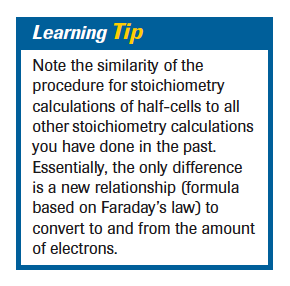 Learning Tip
Note the similarity of the
procedure for stoichiometry
calculations of half-cells to all
other stoichiometry calculations
you have done in the past.
Essentially, the only difference
is a new relationship (formula
based on Faraday's law) to
convert to and from the amount
of electrons.